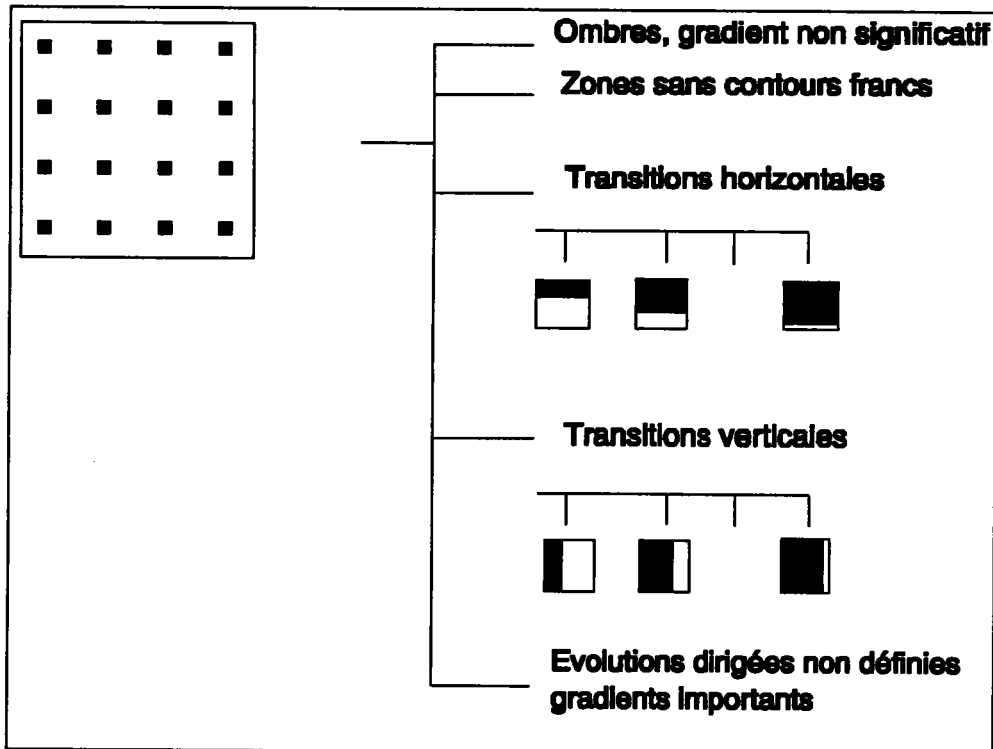 Ombres, gradient non significatif
Zones sans contours francs
Transitions horizontales
Transitions verticales
Evolutions dirigées non définies
gradients importants